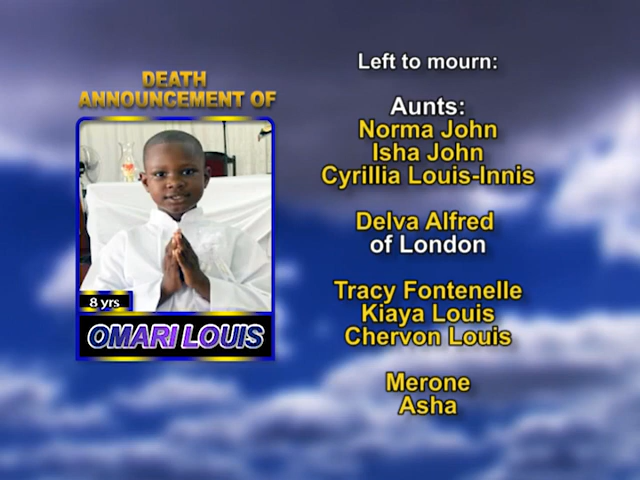 DEATH
ANNOUNCEMENT OF
8 yrs
OMARI LOUIS
Left to mourn:
Aunts:
Norma John
Isha John
Cyrillia Louis-Innis
Delva Alfred
of London
Tracy Fontenelle
Kiaya Louis
Chervon Louis
Merone
Asha